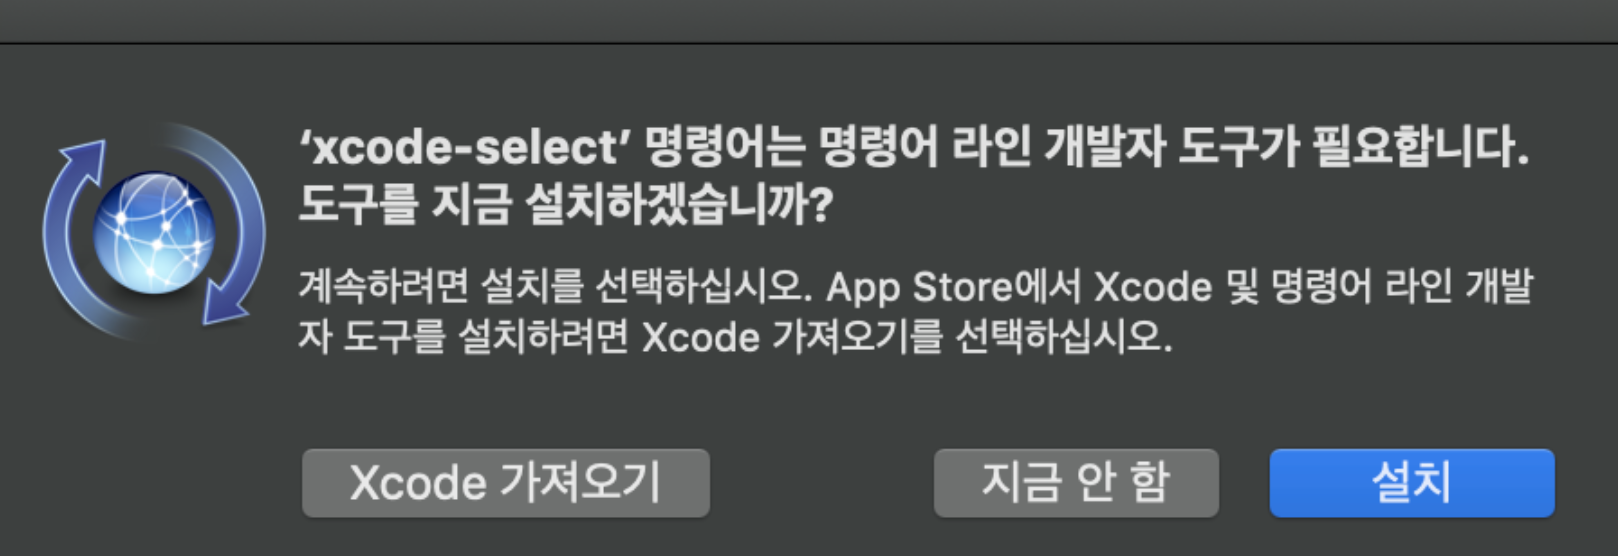 ‘xcode-select’ 명령어는 명령어 라인 개발자 도구가 필요합니다.
도구를 지금 설치하겠습니까?
계속하려면 설치를 선택하십시오. App Store에서 Xcode 및 명령어 라인 개발
자 도구를 설치하려면 Xcode 가져오기를 선택하십시오.
Xcode 가져오기
지금 안 함
설치